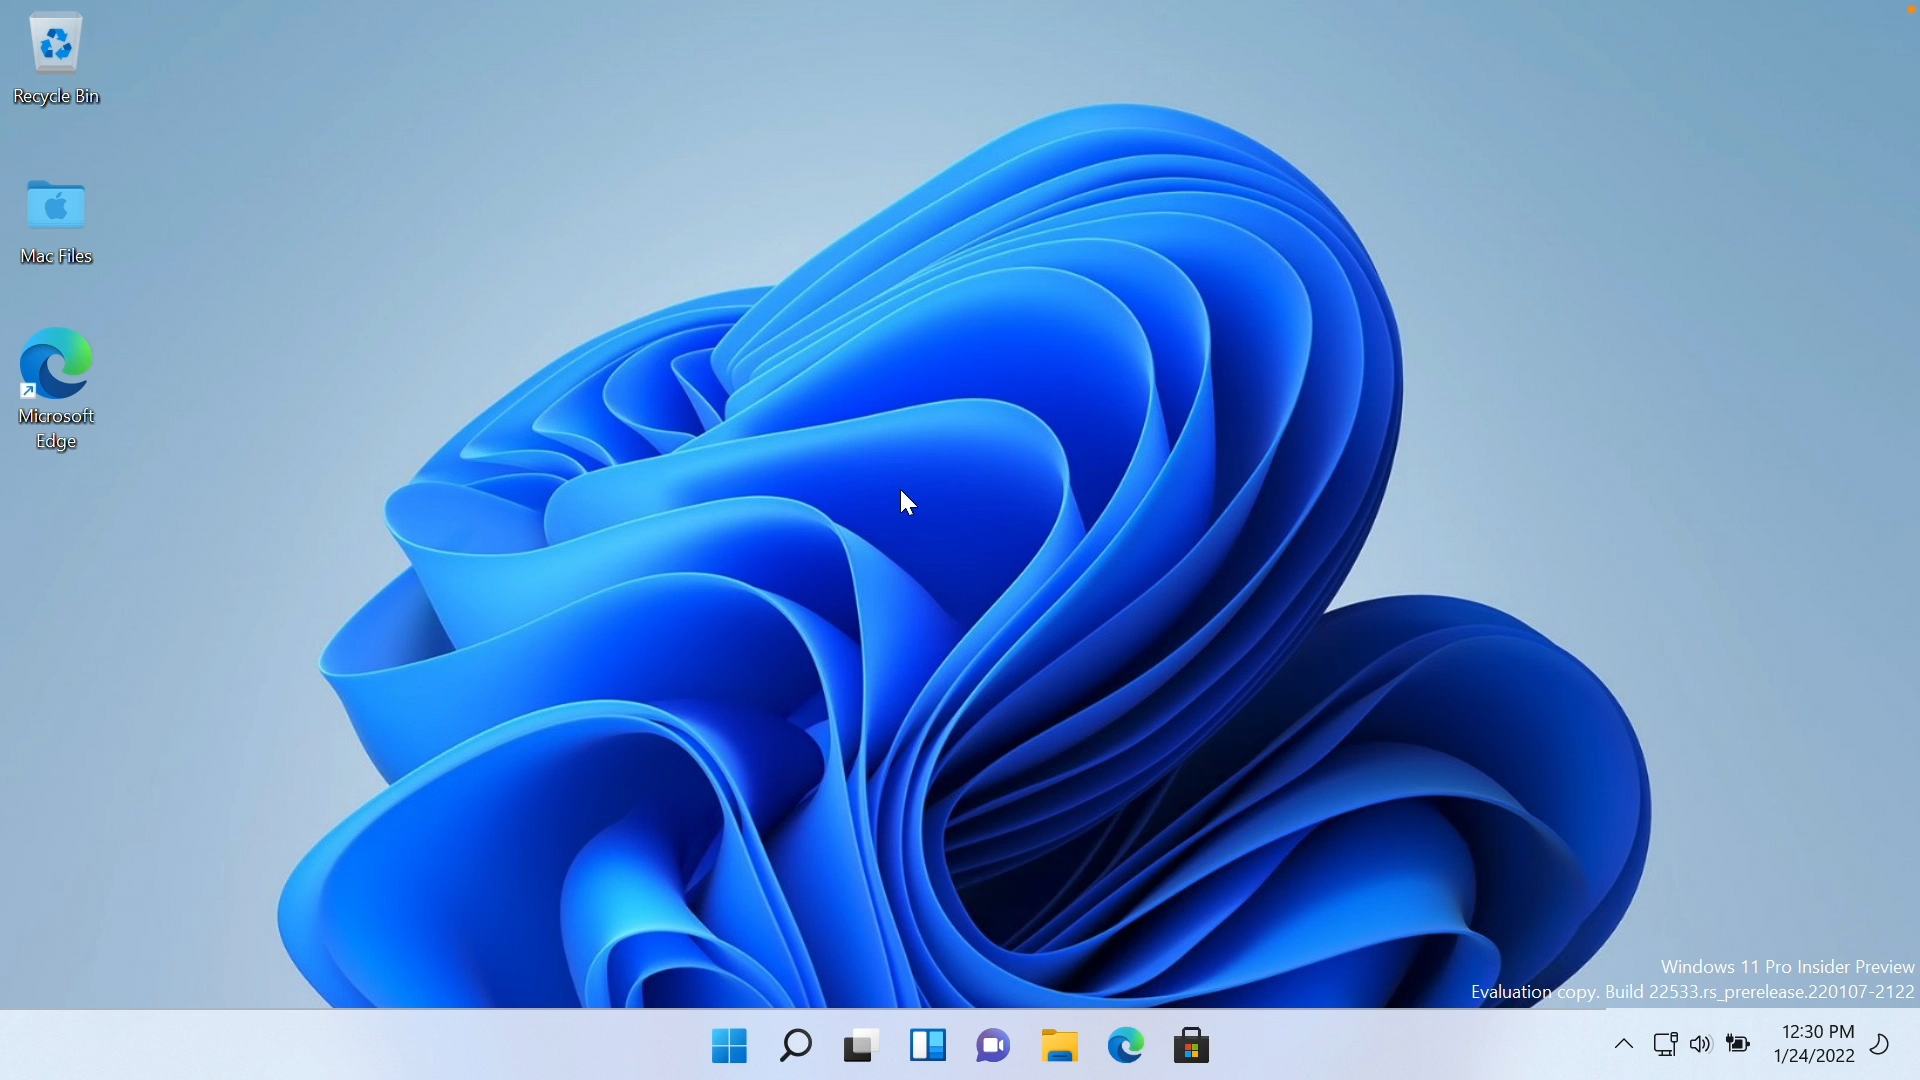 Recycle Bin
Mac Files
Microsoft
Edge
Windows 11 Pro Insider Preview
Evaluation copy. Build 22533.rs_prerelease.220107-2122
12:30 PM
1/24/2022